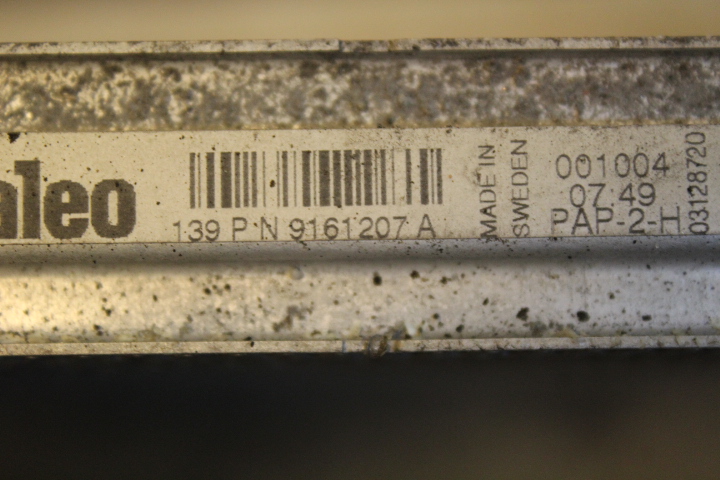 aleo
139 P N 9161207 A
MADE IN
SWEDEN
001004
07.49
PAP-2-H
03128720